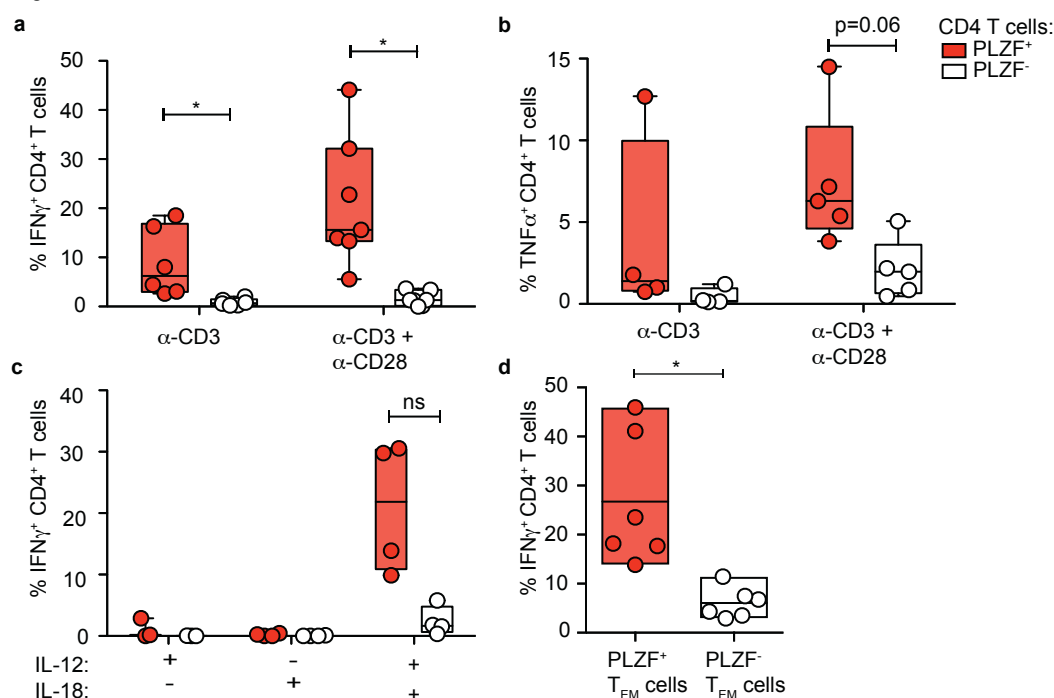 a
% IFNγ⁺ CD4⁺ T cells
50
40
30
20
10
0
*
*
α-CD3
α-CD3 +
α-CD28
b
% TNFα⁺ CD4⁺ T cells
15
10
5
0
p=0.06
α-CD3
α-CD3 +
α-CD28
CD4 T cells:
PLZF⁺
PLZF⁻
c
% IFNγ⁺ CD4⁺ T cells
40
30
20
10
0
ns
IL-12: + - +
IL-18: - + +
d
% IFNγ⁺ CD4⁺ T cells
50
40
30
20
10
0
*
PLZF⁺ PLZF⁻
T_EM cells T_EM cells